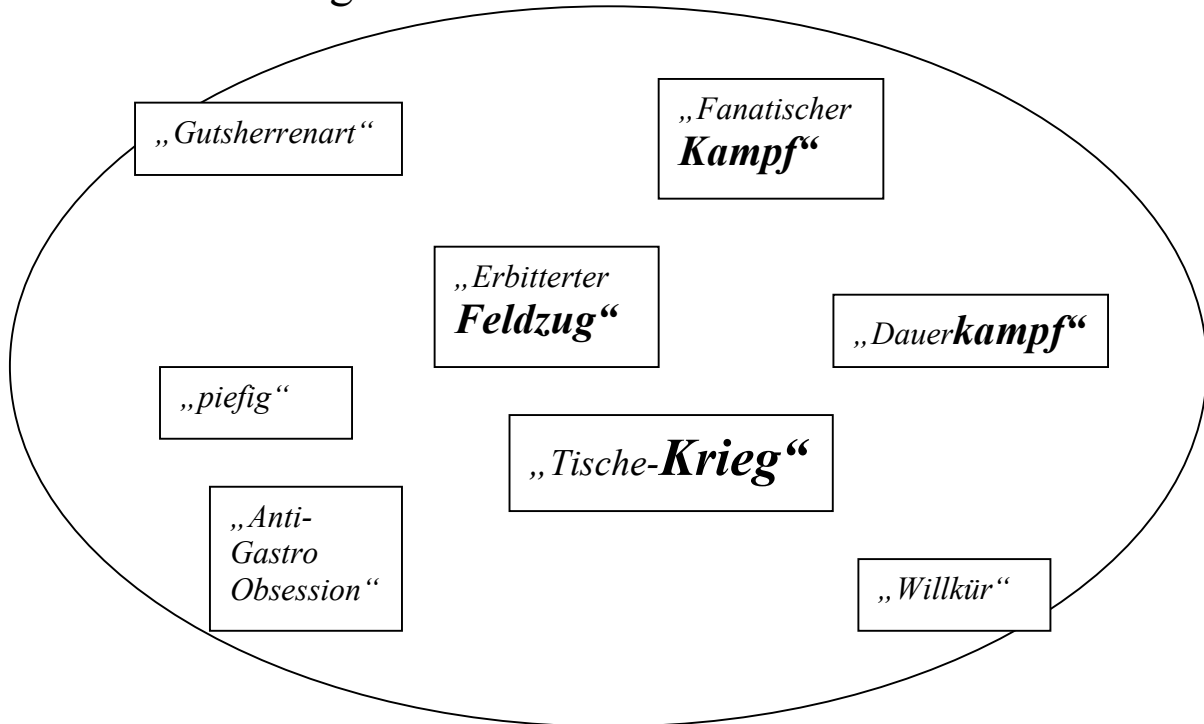 „Gutsherrenart“
„Fanatischer
Kampf“
„Erbitterter
Feldzug“
„Dauerkampf“
„piefig“
„Tische-Krieg“
„Anti-
Gastro
Obsession“
„Willkür“